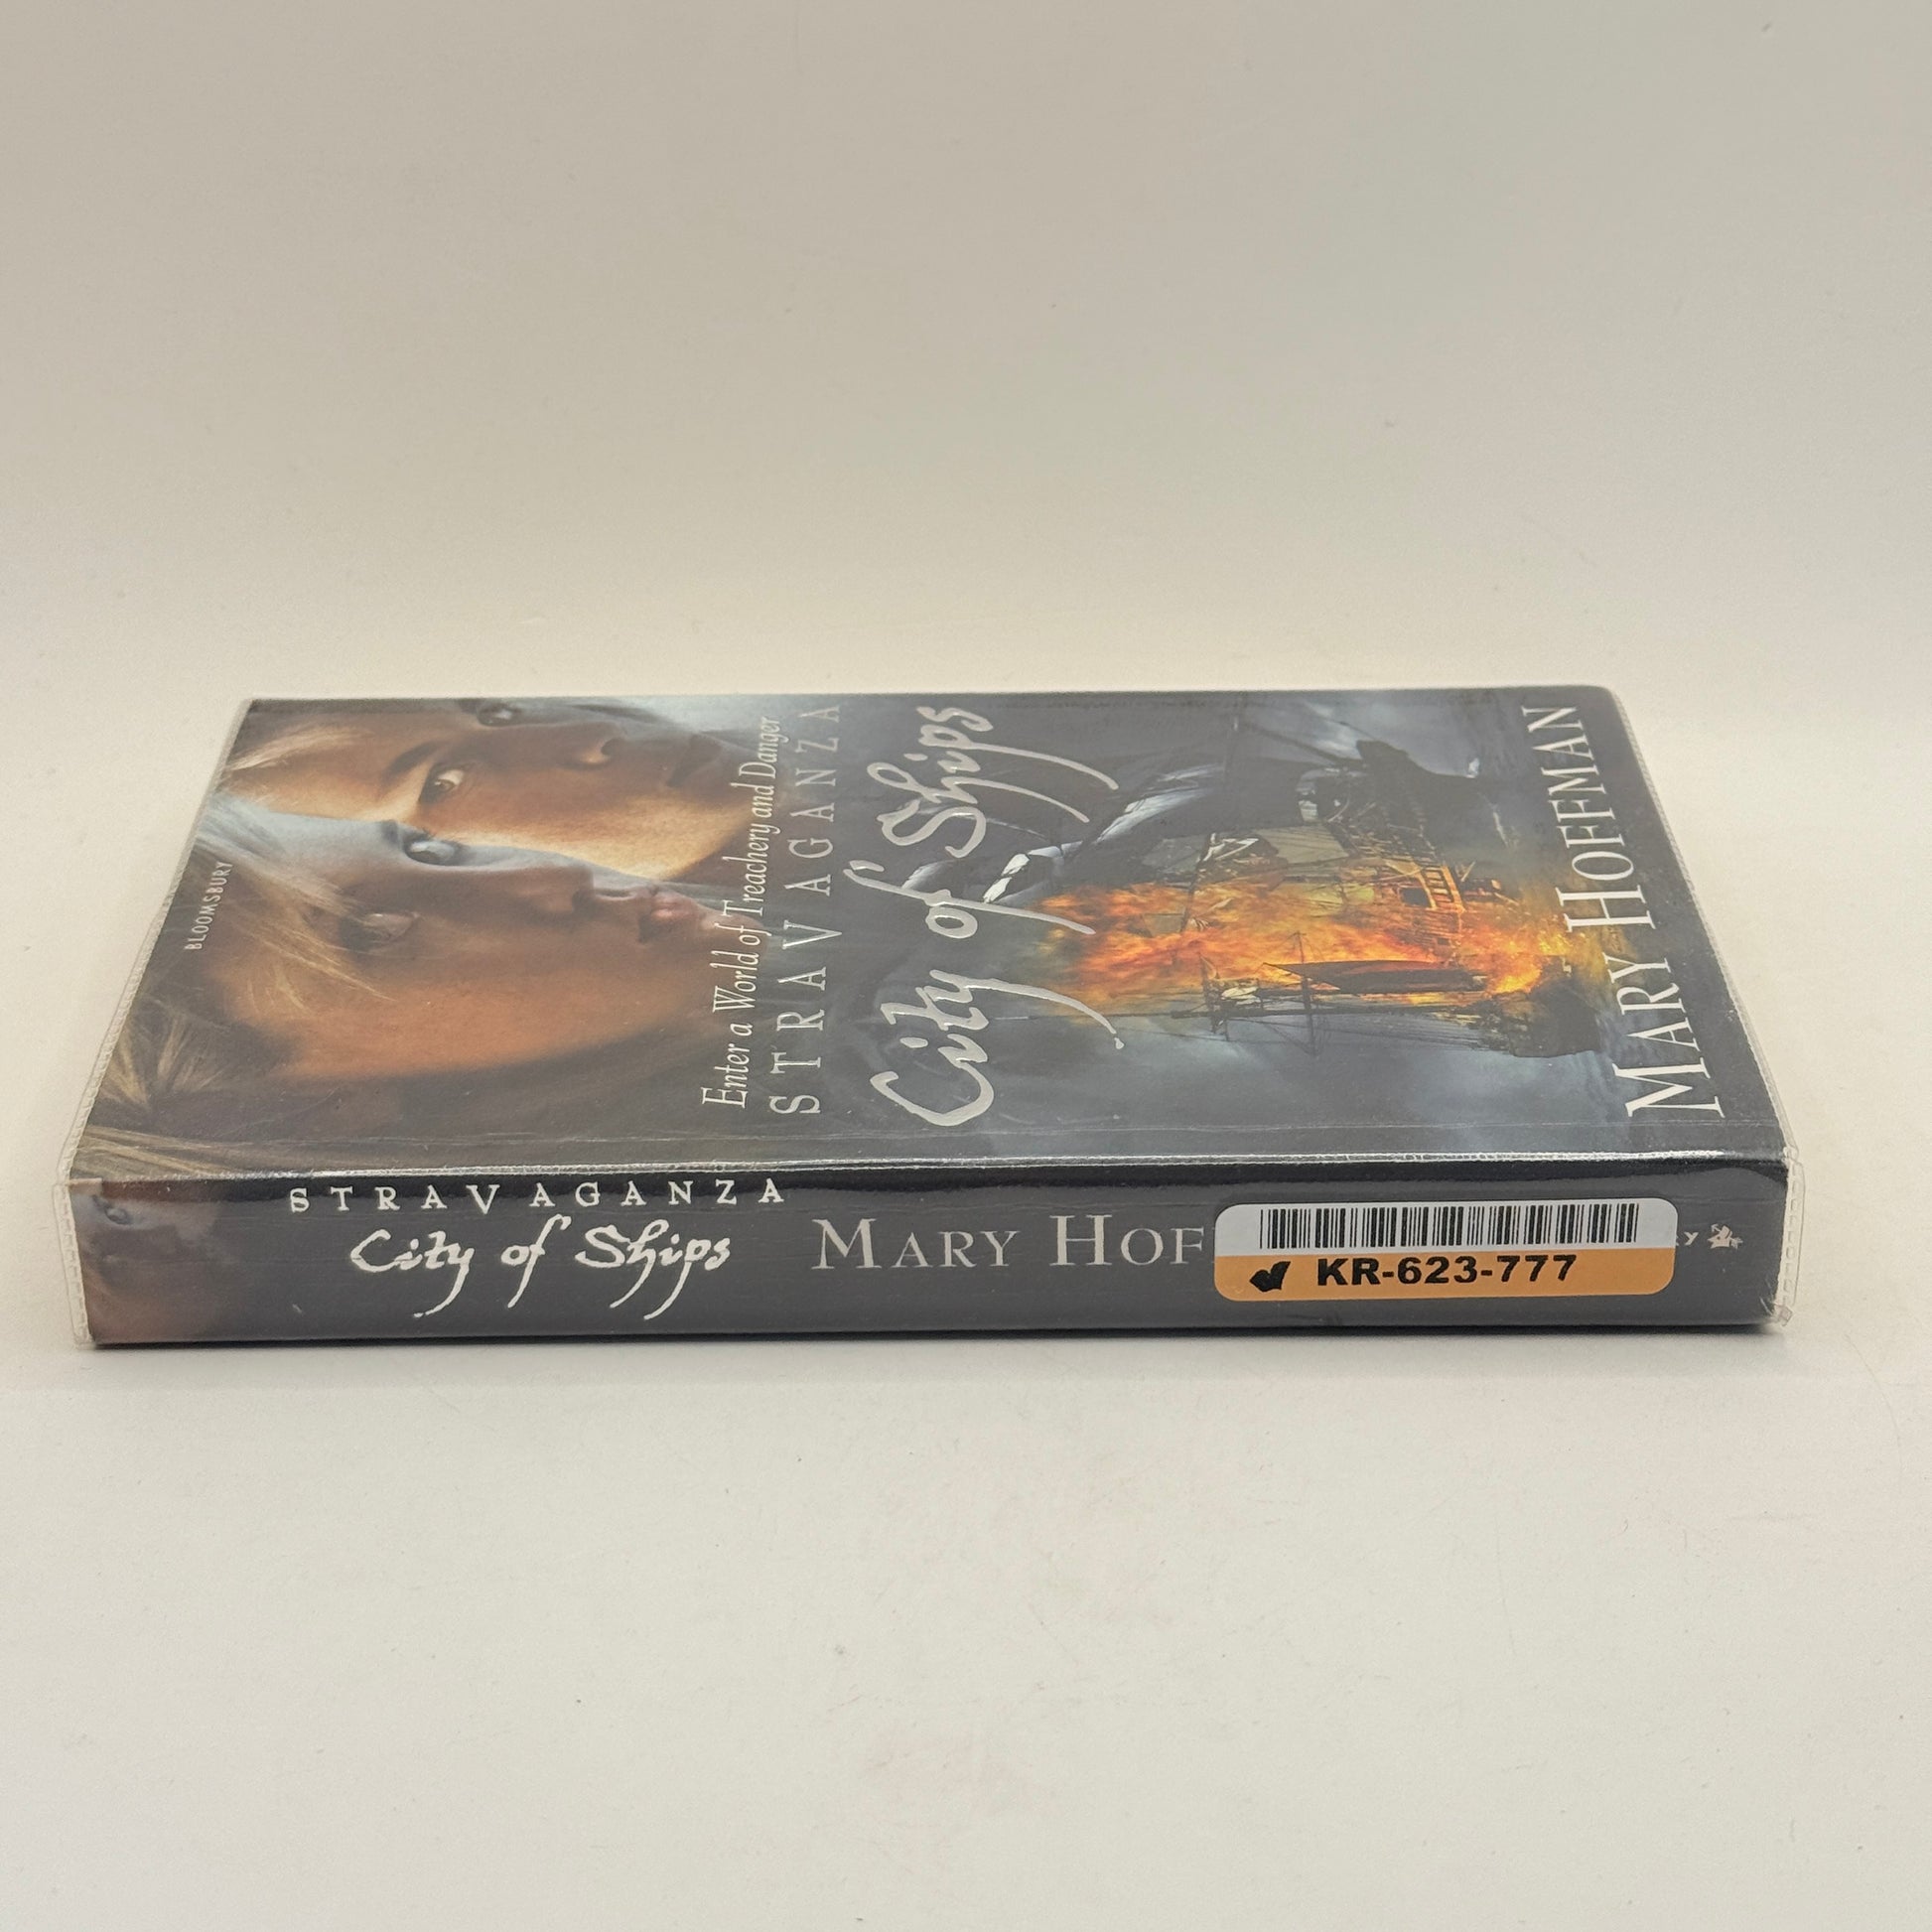 BLOOMSBURY
Enter a World of Treachery and Danger
STRAVAGANZA
City of Ships
MARY HOFFMAN
STRAVAGANZA
City of Ships
MARY HOF
KR-623-777